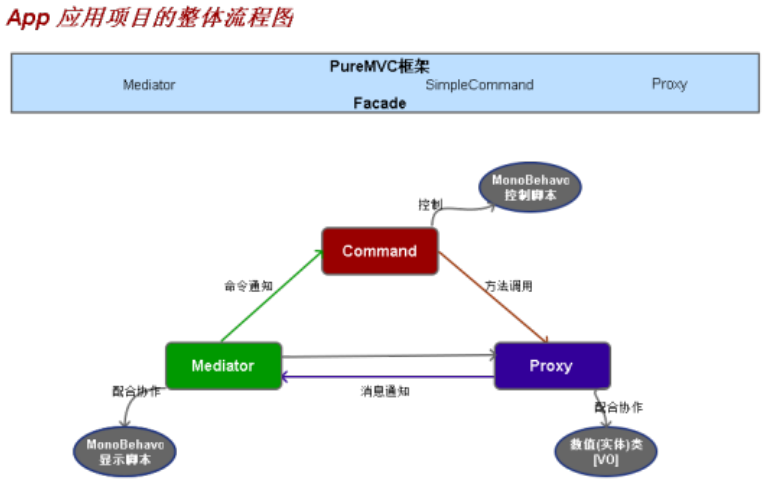 App 应用项目的整体流程图
PureMVC框架
Mediator SimpleCommand Proxy
Facade
MonoBehavc
控制脚本
控制
Command
命令通知 方法调用
Mediator Proxy
消息通知
配合协作 配合协作
MonoBehavc
显示脚本
数值(实体)类
[VO]